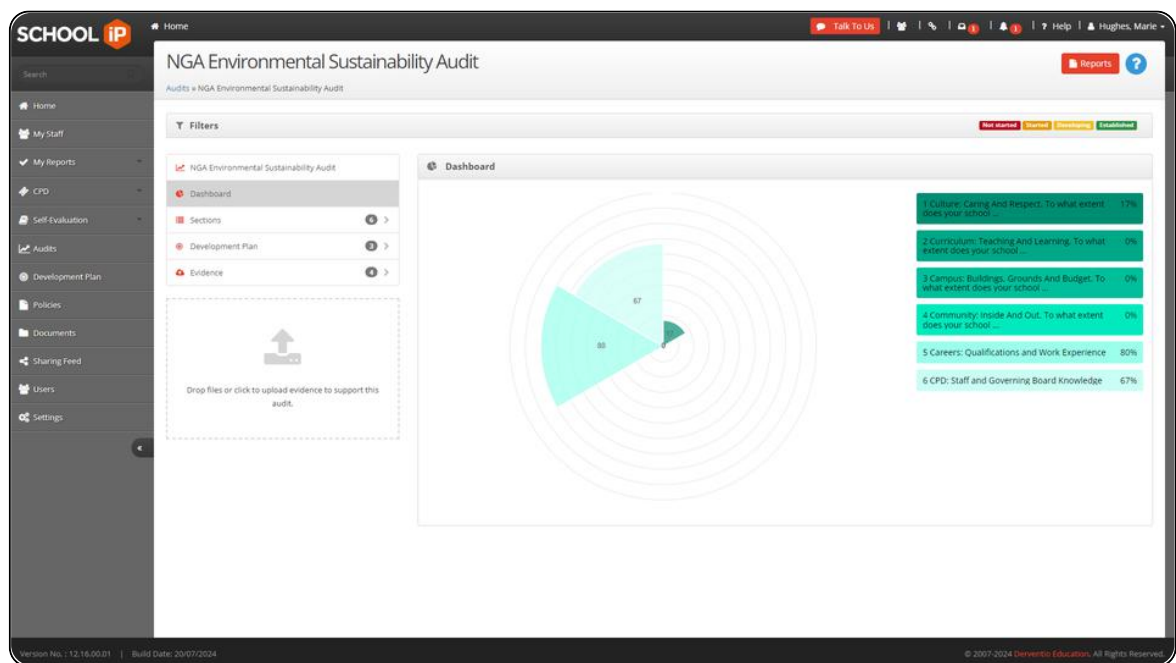 SCHOOL iP
Home
Talk To Us
1
1
? Help
Hughes, Marie
Search
Home
My Staff
My Reports
CPD
Self-Evaluation
Audits
Development Plan
Policies
Documents
Sharing Feed
Users
Settings
«
NGA Environmental Sustainability Audit
Reports
?
Audits » NGA Environmental Sustainability Audit
Filters
Not started Started Developing Established
NGA Environmental Sustainability Audit
Dashboard
Sections 6 >
Development Plan 3 >
Evidence 4 >
Drop files or click to upload evidence to support this
audit.
Dashboard
67
80
17
0
1 Culture: Caring And Respect. To what extent 17%
does your school ...
2 Curriculum: Teaching And Learning. To what 0%
extent does your school ...
3 Campus: Buildings, Grounds And Budget. To 0%
what extent does your school ...
4 Community: Inside And Out. To what extent 0%
does your school ...
5 Careers: Qualifications and Work Experience 80%
6 CPD: Staff and Governing Board Knowledge 67%
Version No. : 12.16.00.01 | Build Date: 20/07/2024
© 2007-2024 Derventio Education, All Rights Reserved.